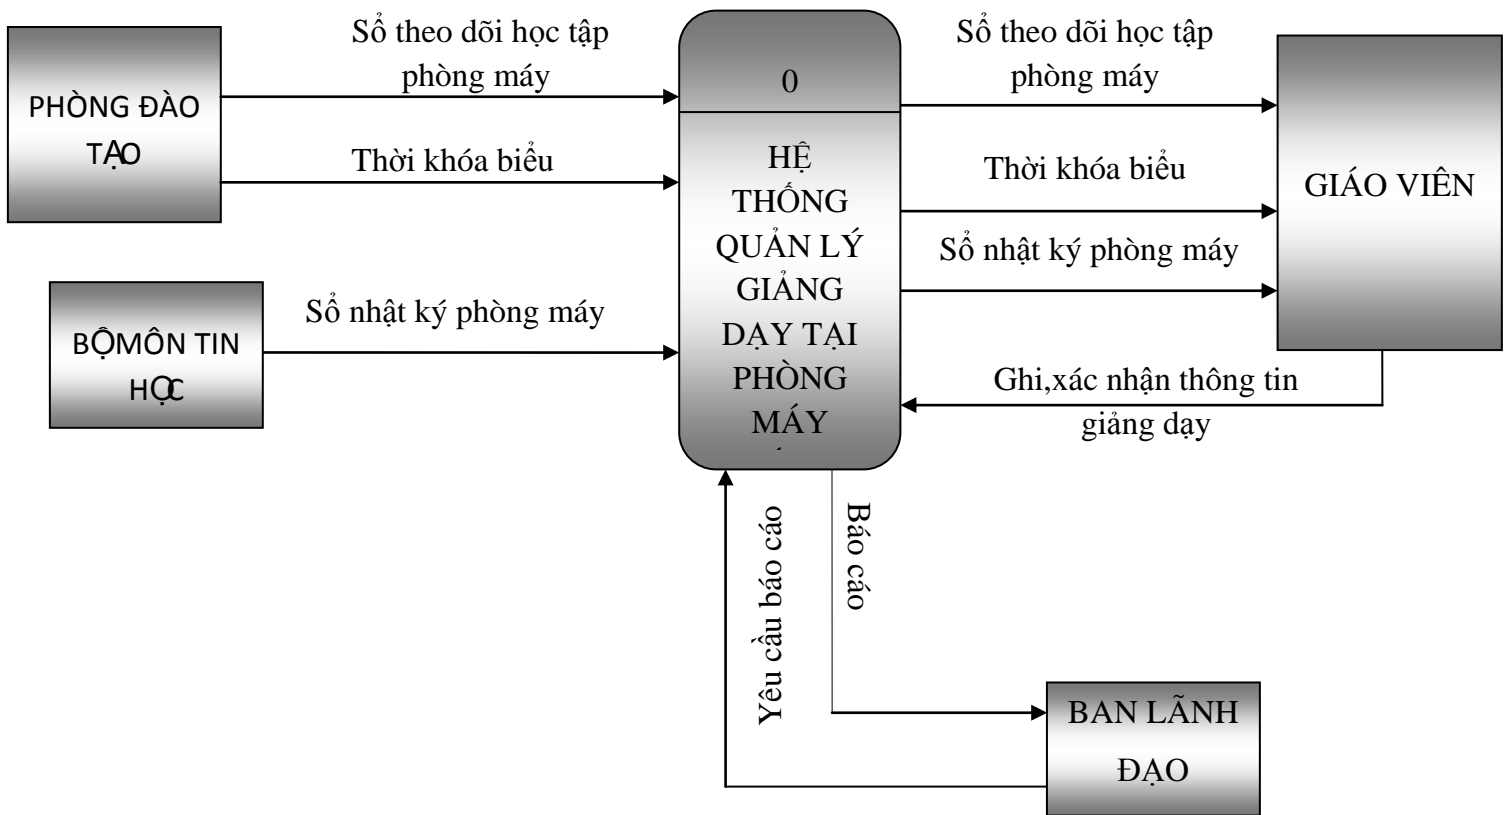 Sổ theo dõi học tập
phòng máy
PHÒNG ĐÀO
TẠO
Thời khóa biểu
BỘMÔN TIN
HỌC
Sổ nhật ký phòng máy
0
HỆ
THỐNG
QUẢN LÝ
GIẢNG
DẠY TẠI
PHÒNG
MÁY
Sổ theo dõi học tập
phòng máy
Thời khóa biểu
Sổ nhật ký phòng máy
GIÁO VIÊN
Ghi,xác nhận thông tin
giảng dạy
Yêu cầu báo cáo
Báo cáo
BAN LÃNH
ĐẠO